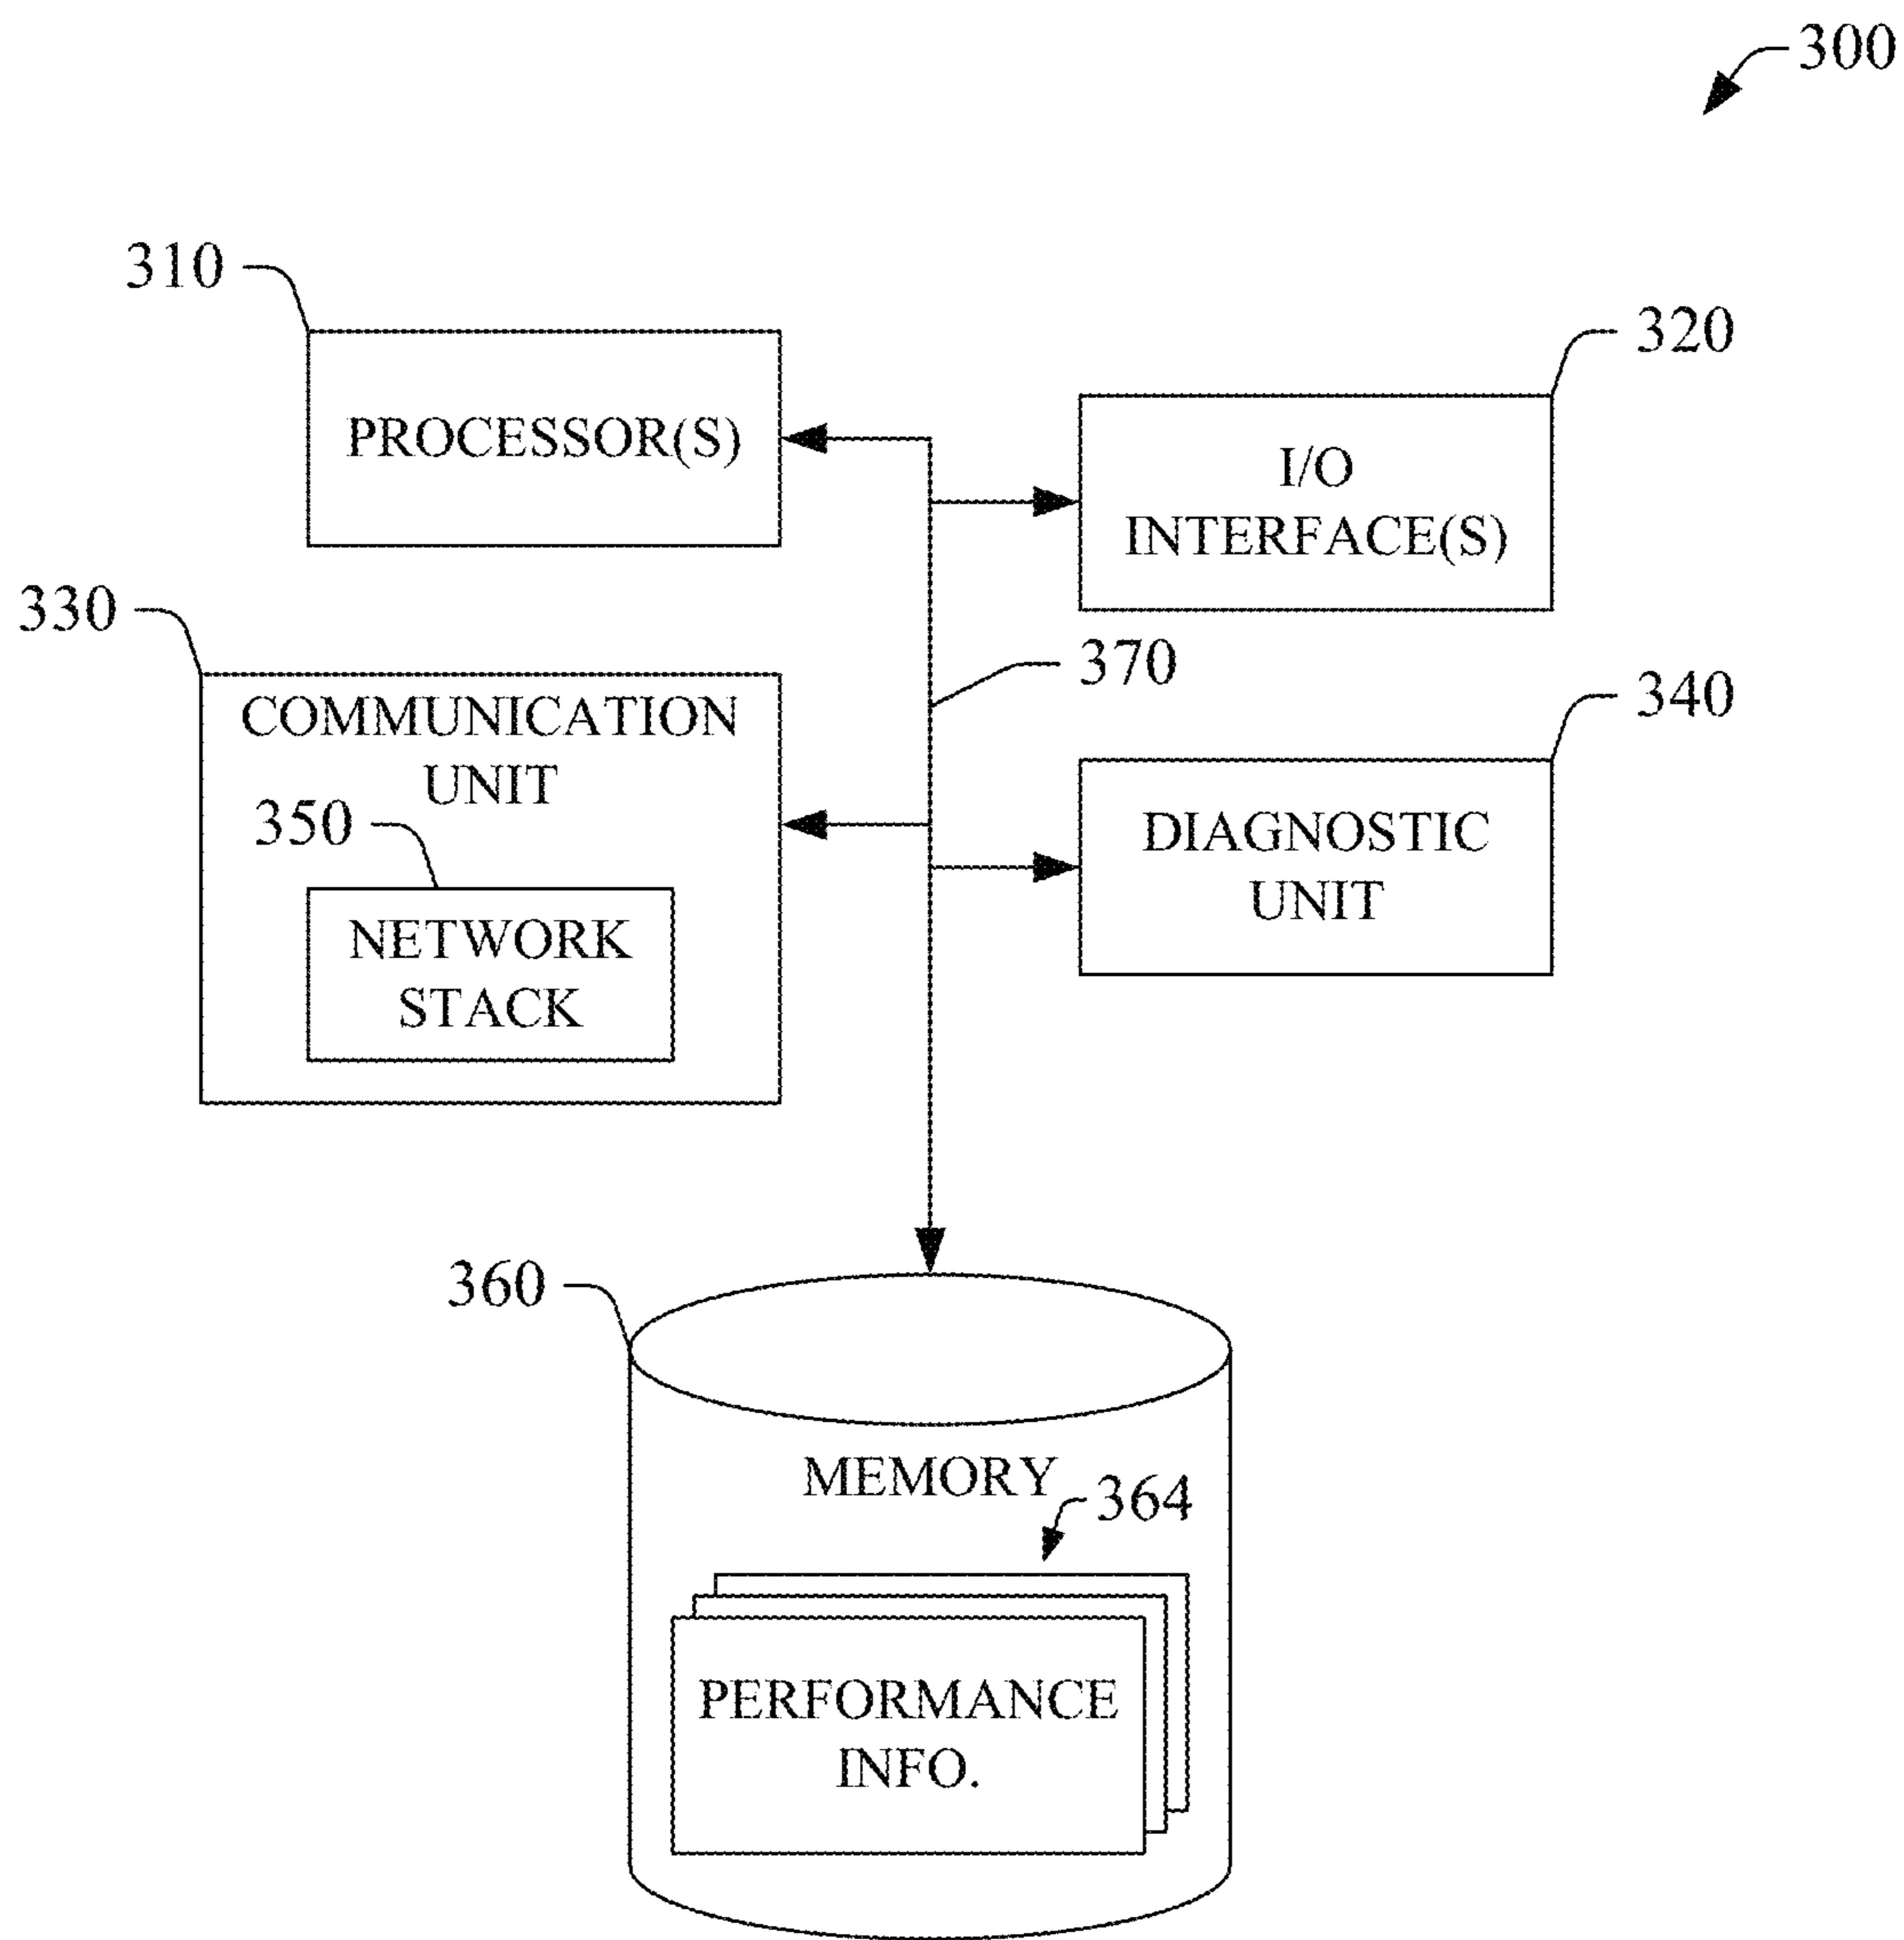 300
310
PROCESSOR(S)
320
I/O
INTERFACE(S)
330
COMMUNICATION
UNIT
350
NETWORK
STACK
370
340
DIAGNOSTIC
UNIT
360
MEMORY
364
PERFORMANCE
INFO.